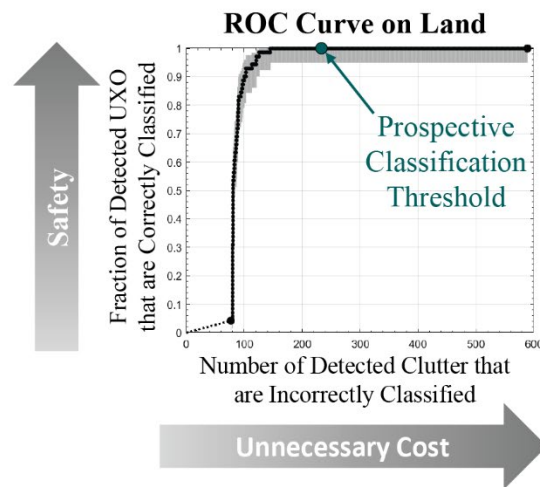 ROC Curve on Land
Safety
Fraction of Detected UXO
that are Correctly Classified
1
0.9
0.8
0.7
0.6
0.5
0.4
0.3
0.2
0.1
0
Prospective
Classification
Threshold
0 100 200 300 400 500 600
Number of Detected Clutter that
are Incorrectly Classified
Unnecessary Cost